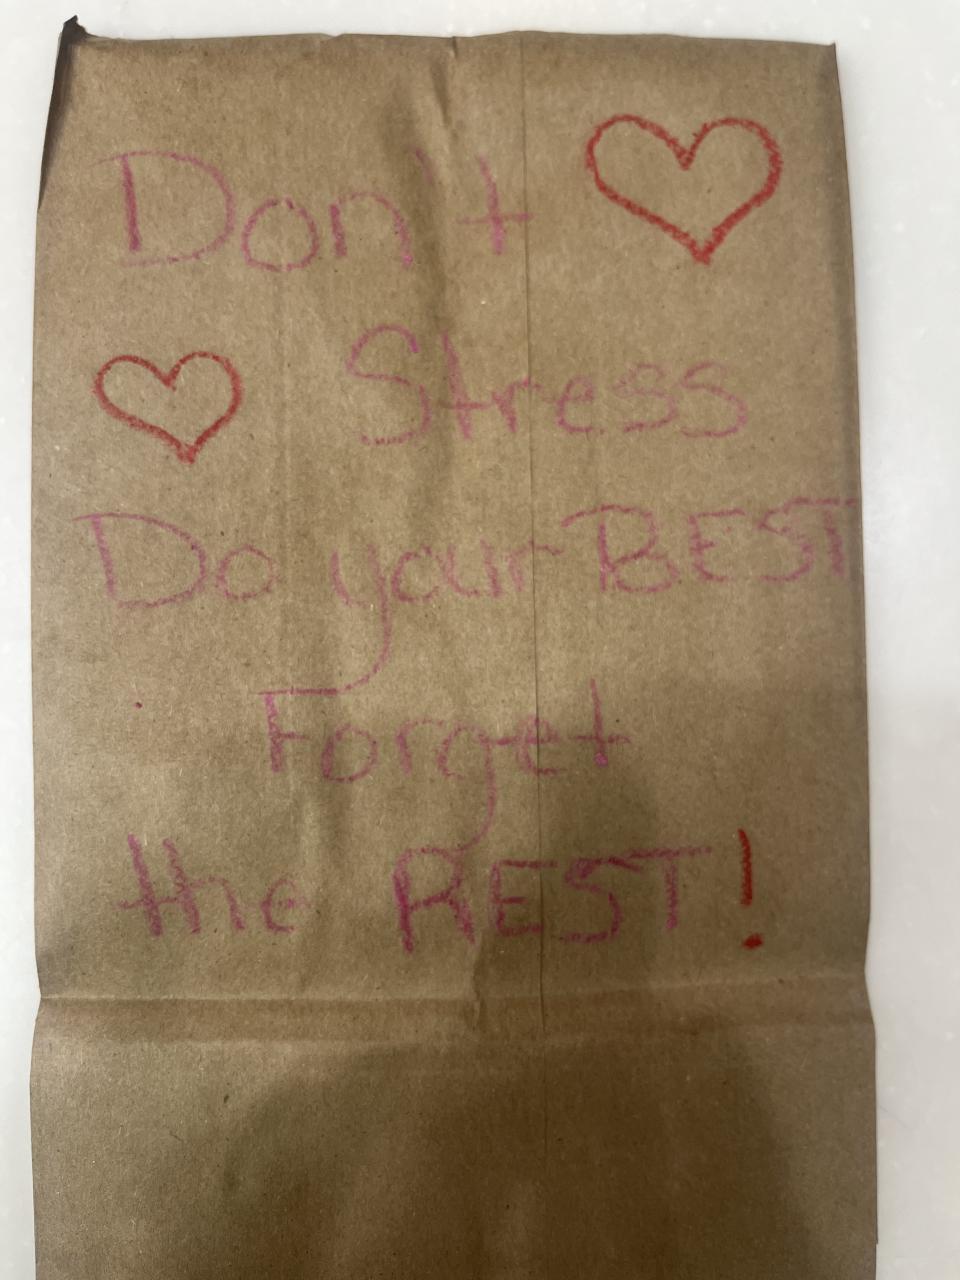 Don't
Stress
Do your BEST
Forget
the REST!